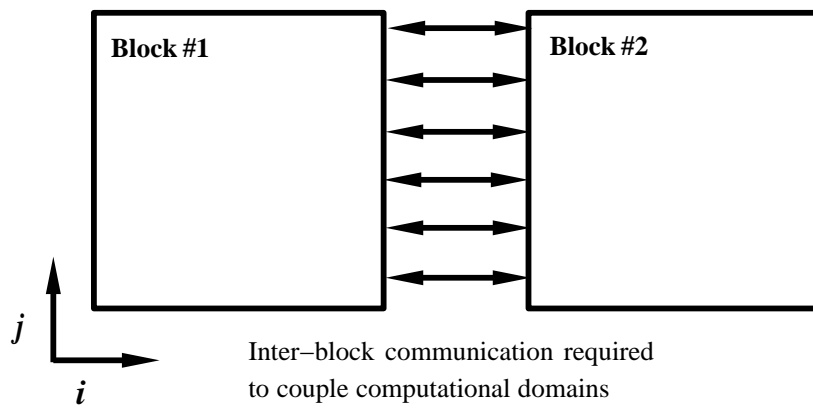 Block #1
Block #2
j
i
Inter−block communication required
to couple computational domains